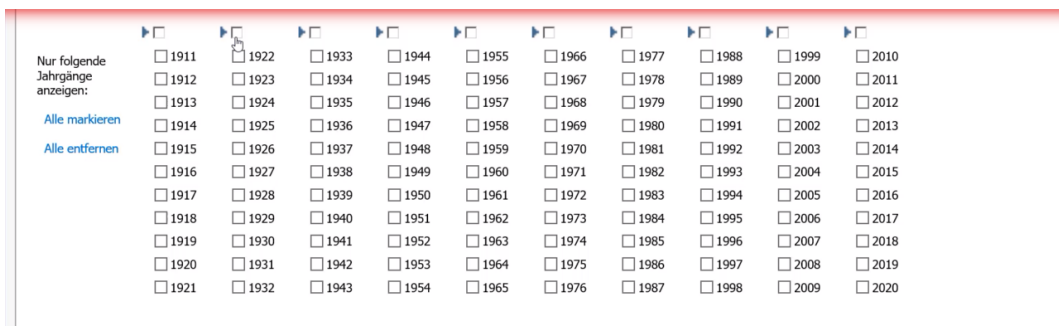 Nur folgende
Jahrgänge
anzeigen:
Alle markieren
Alle entfernen
1911 1922 1933 1944 1955 1966 1977 1988 1999 2010
1912 1923 1934 1945 1956 1967 1978 1989 2000 2011
1913 1924 1935 1946 1957 1968 1979 1990 2001 2012
1914 1925 1936 1947 1958 1969 1980 1991 2002 2013
1915 1926 1937 1948 1959 1970 1981 1992 2003 2014
1916 1927 1938 1949 1960 1971 1982 1993 2004 2015
1917 1928 1939 1950 1961 1972 1983 1994 2005 2016
1918 1929 1940 1951 1962 1973 1984 1995 2006 2017
1919 1930 1941 1952 1963 1974 1985 1996 2007 2018
1920 1931 1942 1953 1964 1975 1986 1997 2008 2019
1921 1932 1943 1954 1965 1976 1987 1998 2009 2020